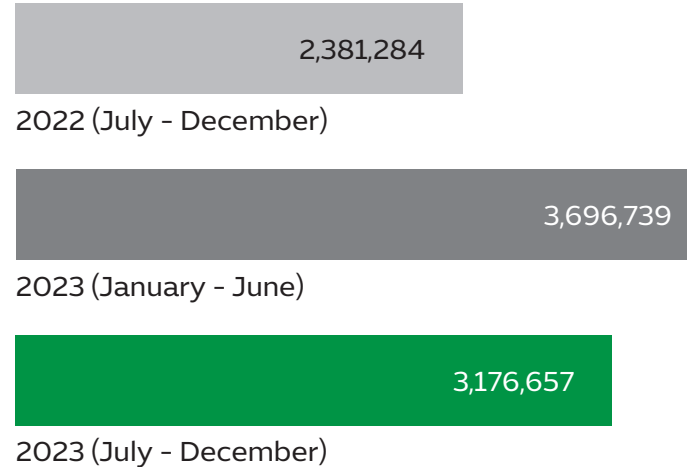 2,381,284
2022 (July - December)
3,696,739
2023 (January - June)
3,176,657
2023 (July - December)